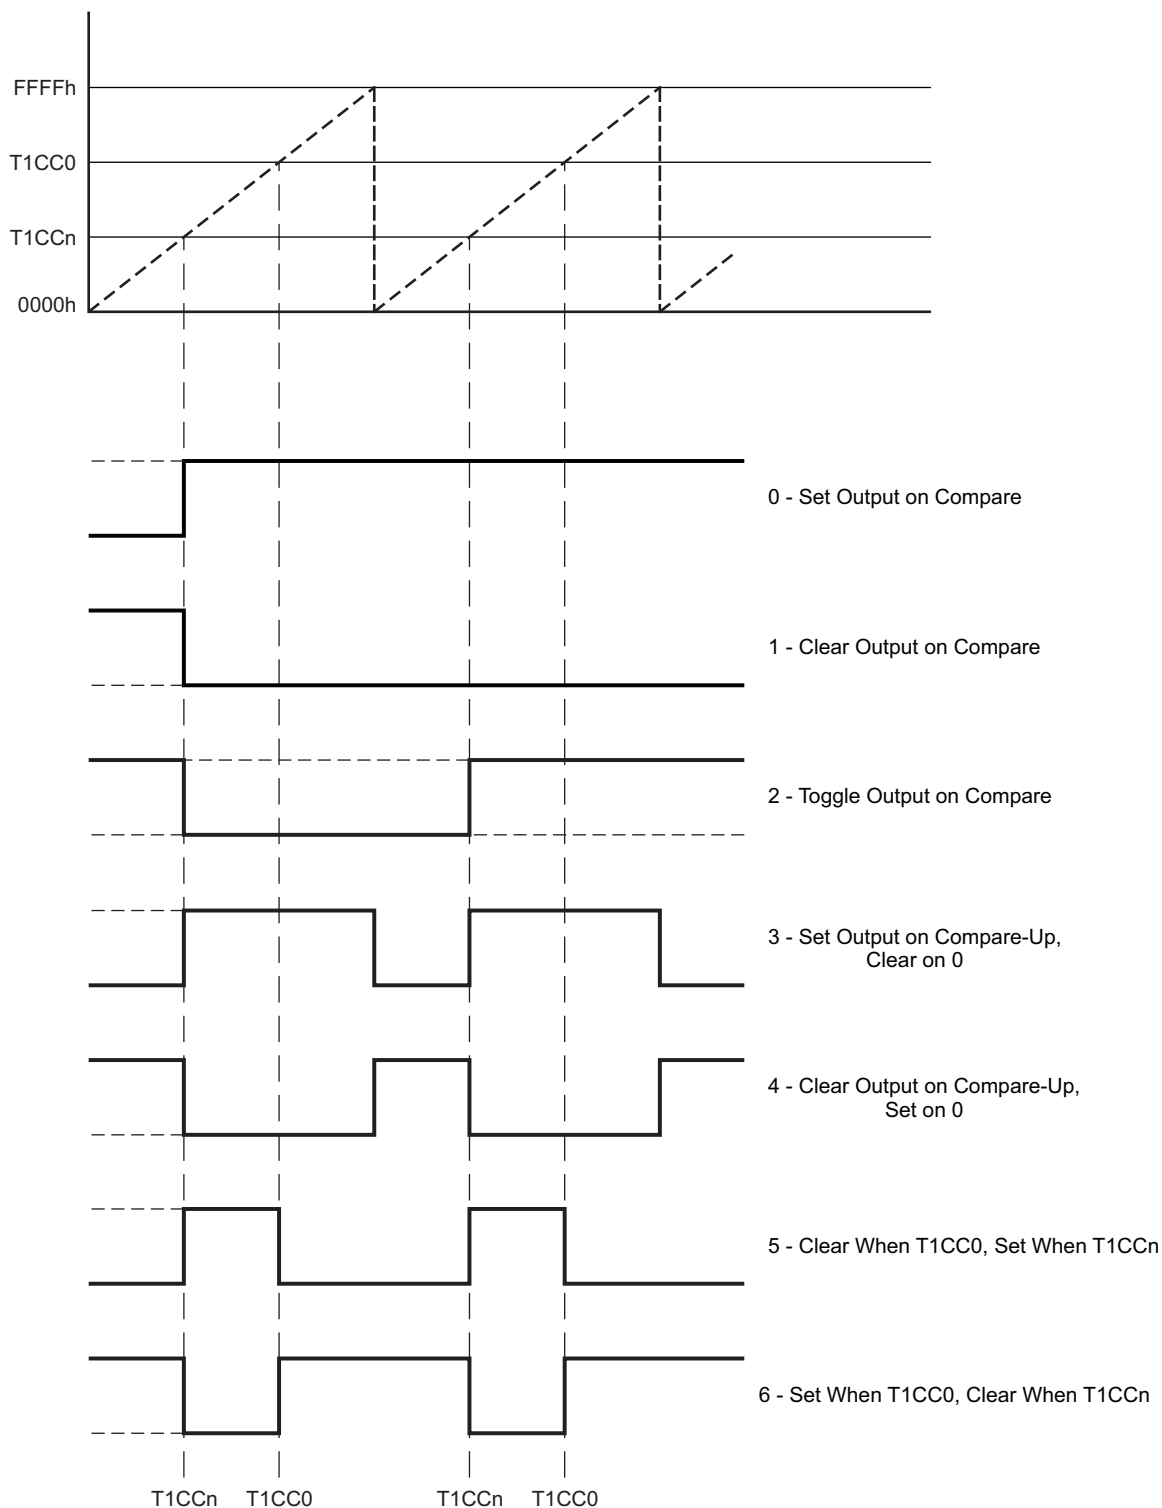 FFFFh
T1CC0
T1CCn
0000h
0 - Set Output on Compare
1 - Clear Output on Compare
2 - Toggle Output on Compare
3 - Set Output on Compare-Up,
Clear on 0
4 - Clear Output on Compare-Up,
Set on 0
5 - Clear When T1CC0, Set When T1CCn
6 - Set When T1CC0, Clear When T1CCn
T1CCn T1CC0 T1CCn T1CC0